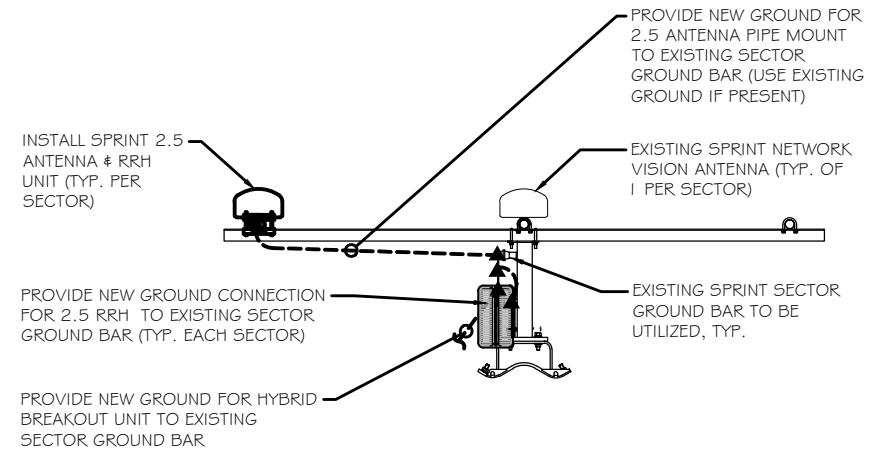 PROVIDE NEW GROUND FOR
2.5 ANTENNA PIPE MOUNT
TO EXISTING SECTOR
GROUND BAR (USE EXISTING
GROUND IF PRESENT)
INSTALL SPRINT 2.5
ANTENNA & RRH
UNIT (TYP. PER
SECTOR)
EXISTING SPRINT NETWORK
VISION ANTENNA (TYP. OF
1 PER SECTOR)
PROVIDE NEW GROUND CONNECTION
FOR 2.5 RRH TO EXISTING SECTOR
GROUND BAR (TYP. EACH SECTOR)
EXISTING SPRINT SECTOR
GROUND BAR TO BE
UTILIZED, TYP.
PROVIDE NEW GROUND FOR HYBRID
BREAKOUT UNIT TO EXISTING
SECTOR GROUND BAR